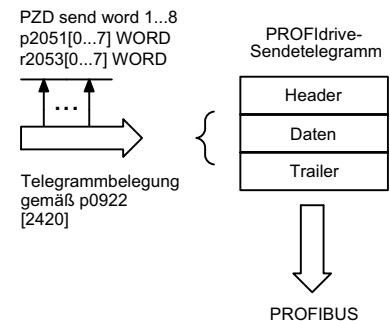 PZD send word 1...8
p2051[0...7] WORD
r2053[0...7] WORD
...
Telegrammbelegung
gemäß p0922
[2420]
PROFIdrive-
Sendetelegramm
Header
Daten
Trailer
PROFIBUS